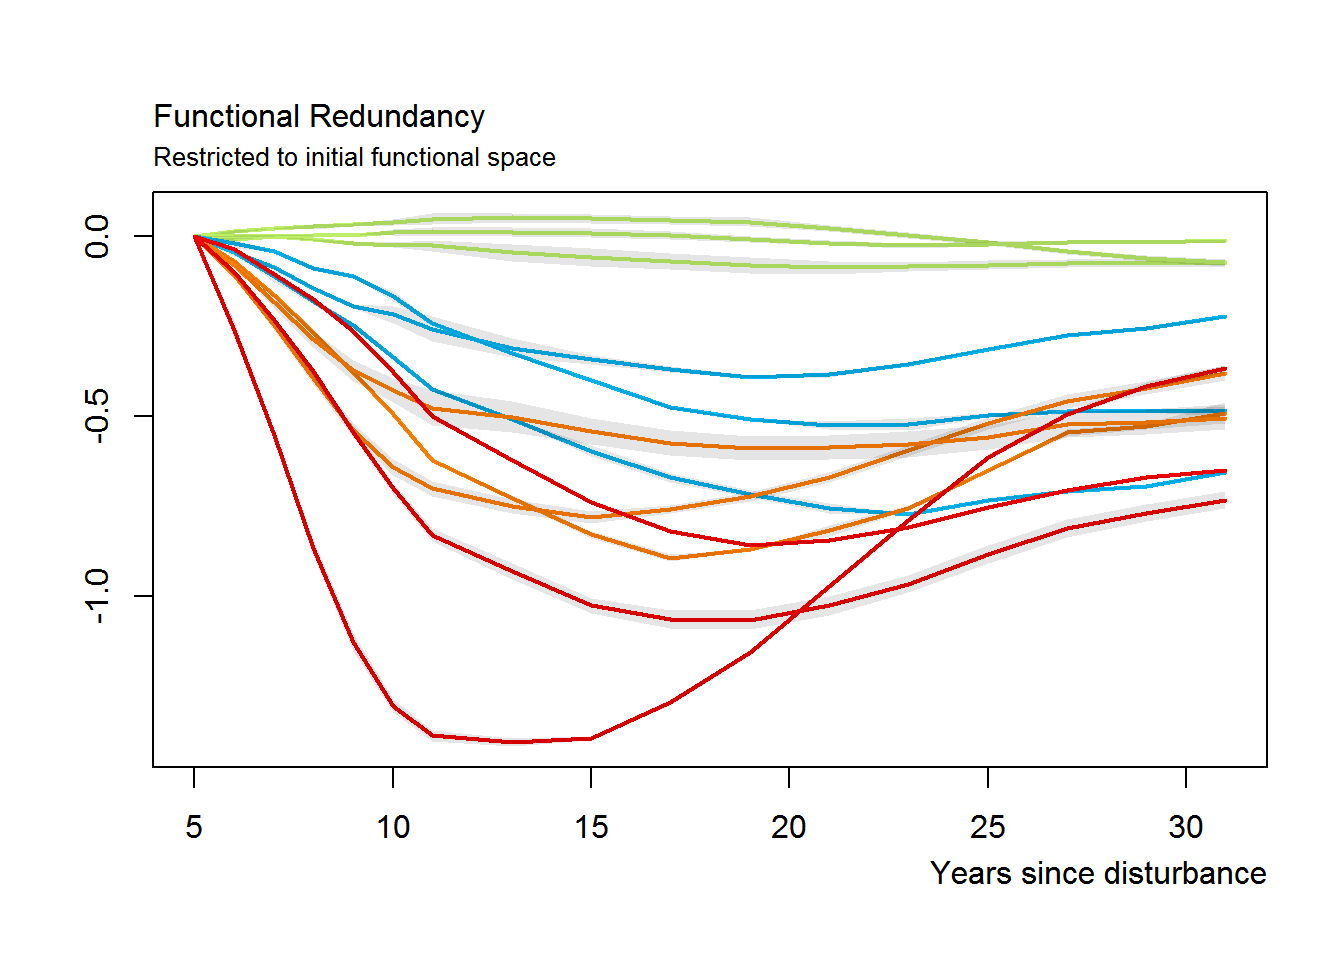 Functional Redundancy
Restricted to initial functional space
0.0
-0.5
-1.0
5 10 15 20 25 30
Years since disturbance